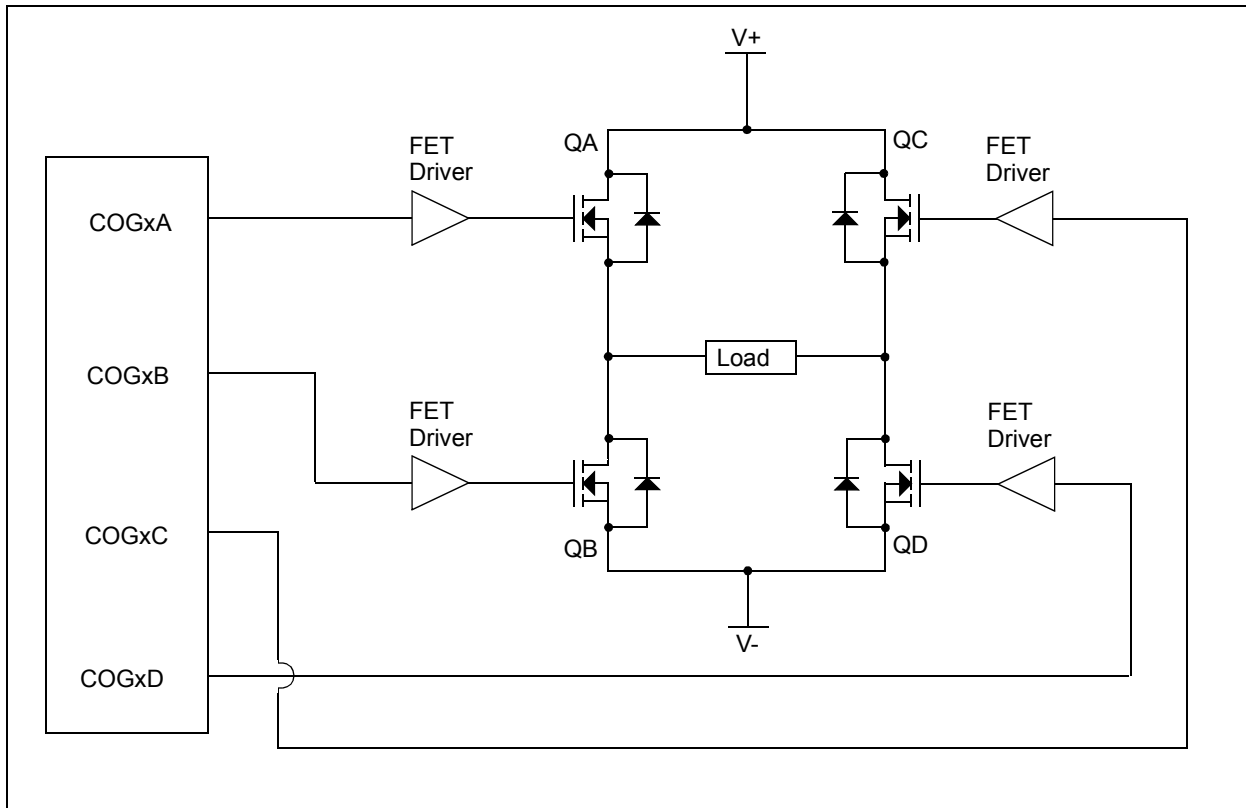 V+
QA
QC
FET
Driver
FET
Driver
COGxA
Load
COGxB
FET
Driver
FET
Driver
COGxC
QB
QD
V-
COGxD